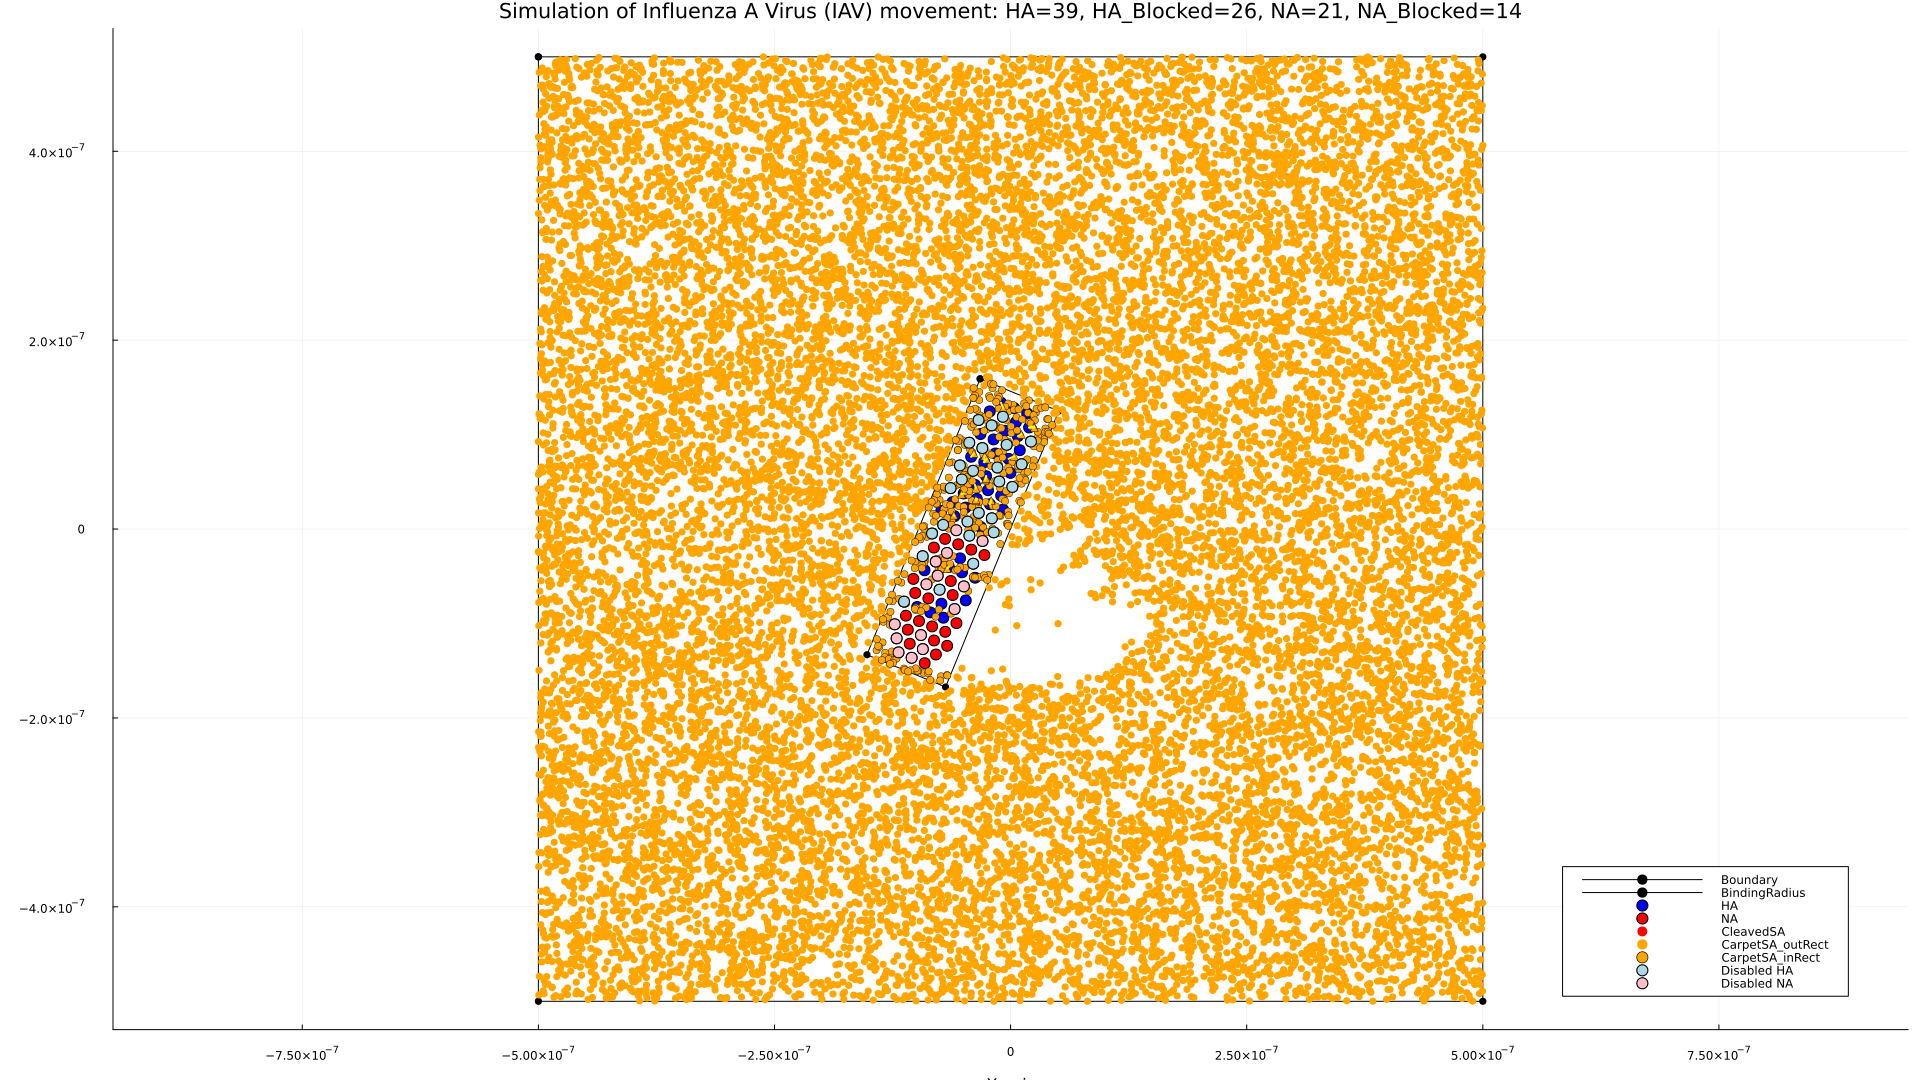 Simulation of Influenza A Virus (IAV) movement: HA=39, HA_Blocked=26, NA=21, NA_Blocked=14
4.0×10⁻⁷
2.0×10⁻⁷
0
−2.0×10⁻⁷
−4.0×10⁻⁷
−7.50×10⁻⁷
−5.00×10⁻⁷
−2.50×10⁻⁷
0
2.50×10⁻⁷
5.00×10⁻⁷
7.50×10⁻⁷
Boundary
BindingRadius
HA
NA
CleavedSA
CarpetSA_outRect
CarpetSA_inRect
Disabled HA
Disabled NA